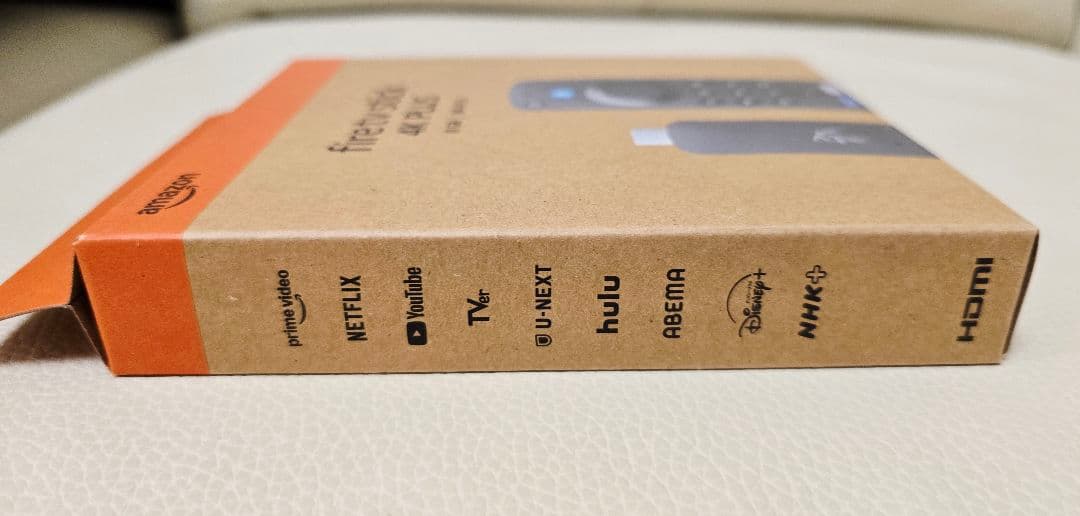 amazon
fire tv stick
4K PLUS
prime video
NETFLIX
YouTube
TVer
U-NEXT
hulu
ABEMA
Disney+
NHK+
HDMI